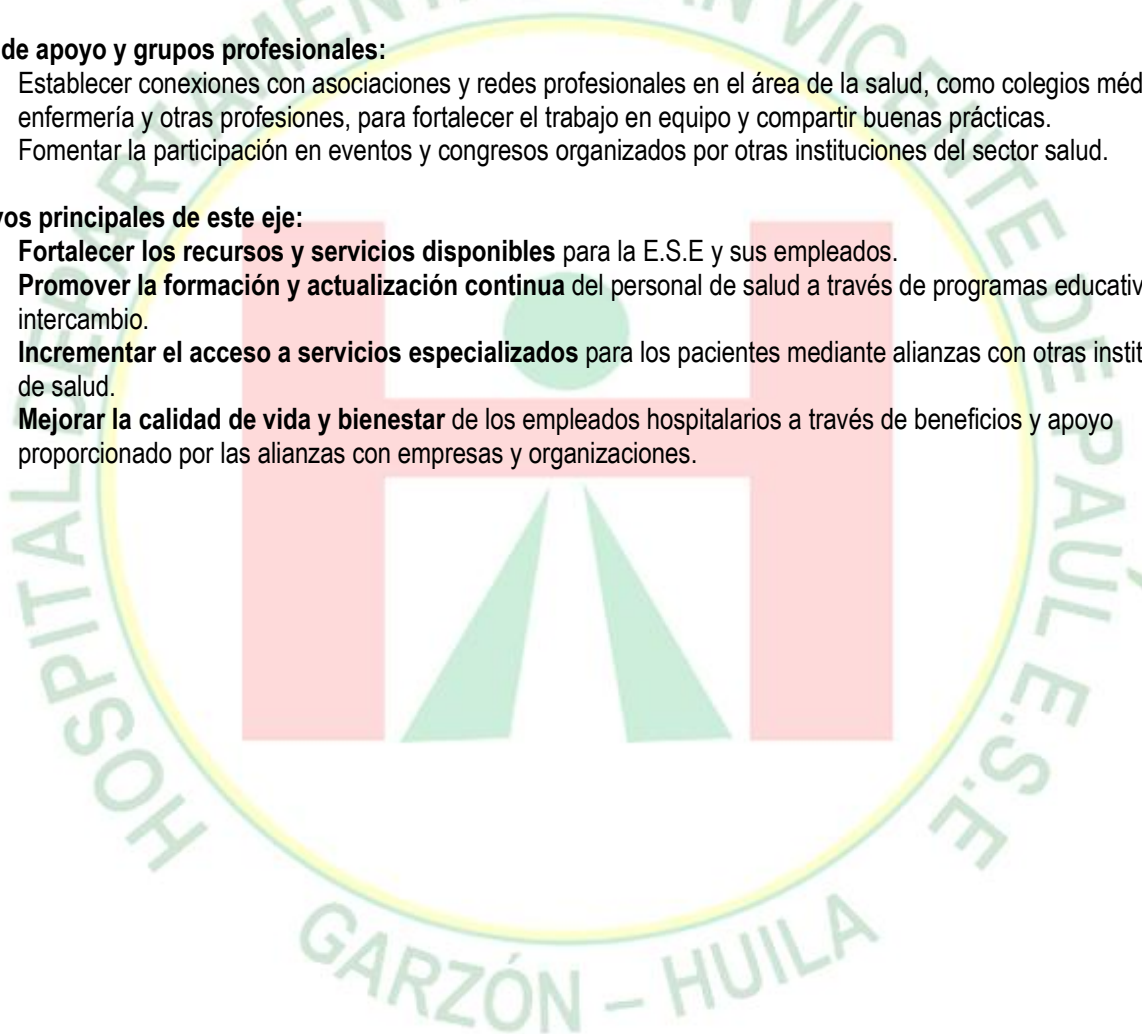 de apoyo y grupos profesionales:
Establecer conexiones con asociaciones y redes profesionales en el área de la salud, como colegios
enfermería y otras profesiones, para fortalecer el trabajo en equipo y compartir buenas prácticas.
Fomentar la participación en eventos y congresos organizados por otras instituciones del sector salud.
principales de este eje:
Fortalecer los recursos y servicios disponibles para la E.S.E y sus empleados.
Promover la formación y actualización continua del personal de salud a través de programas
intercambio.
Incrementar el acceso a servicios especializados para los pacientes mediante alianzas con otras
de salud.
Mejorar la calidad de vida y bienestar de los empleados hospitalarios a través de beneficios y apoyo
proporcionado por las alianzas con empresas y organizaciones.
HOSPITAL DEPARTAMENTAL SAN VICENTE DE PAÚL E.S.E
GARZÓN – HUILA